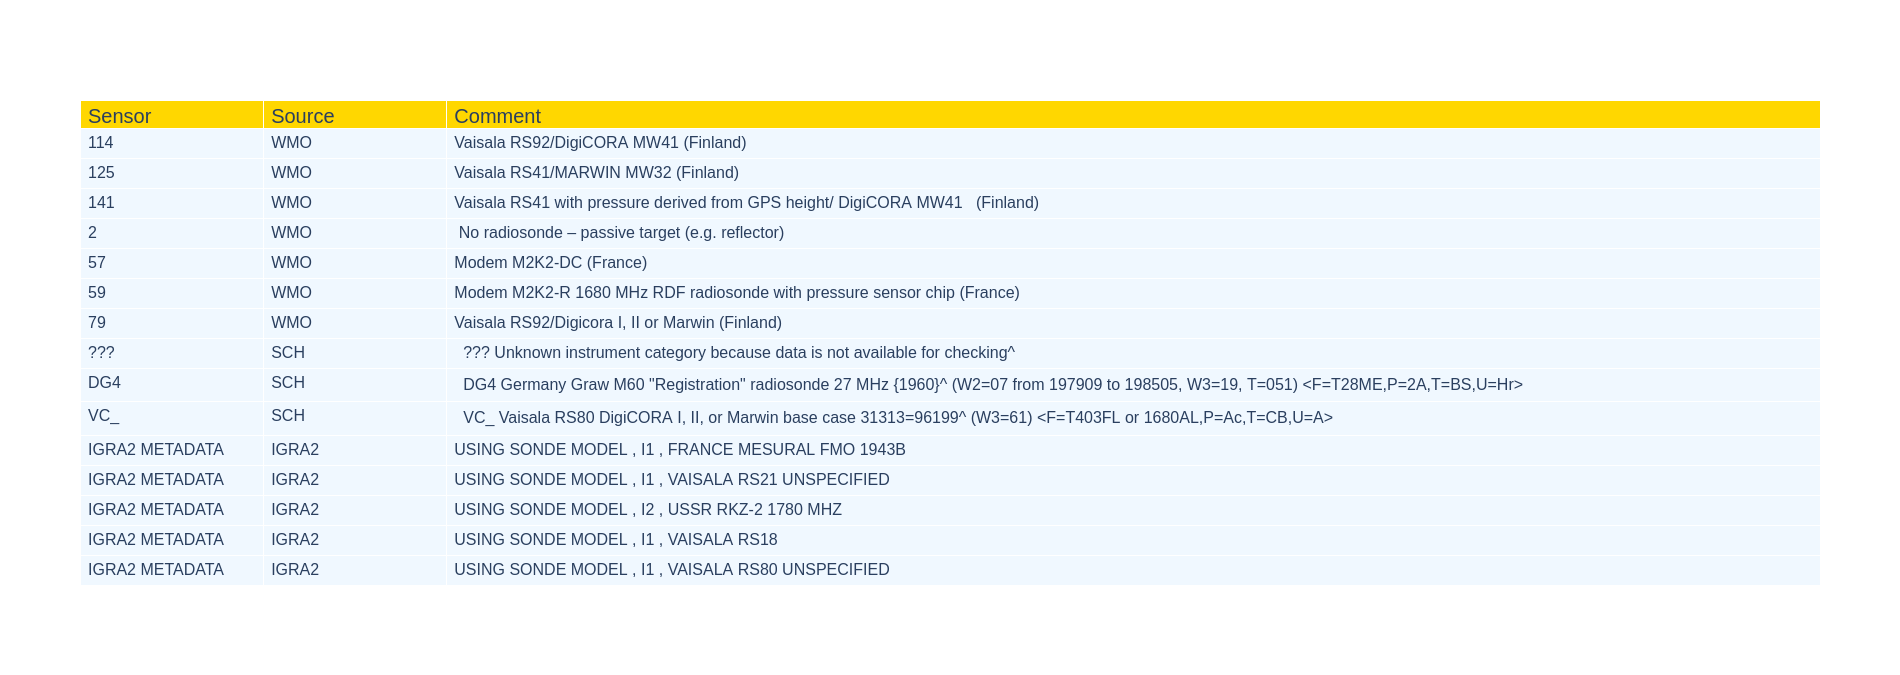 Sensor Source Comment
114 WMO Vaisala RS92/DigiCORA MW41 (Finland)
125 WMO Vaisala RS41/MARWIN MW32 (Finland)
141 WMO Vaisala RS41 with pressure derived from GPS height/ DigiCORA MW41   (Finland)
2 WMO No radiosonde – passive target (e.g. reflector)
57 WMO Modem M2K2-DC (France)
59 WMO Modem M2K2-R 1680 MHz RDF radiosonde with pressure sensor chip (France)
79 WMO Vaisala RS92/Digicora I, II or Marwin (Finland)
??? SCH ??? Unknown instrument category because data is not available for checking^
DG4 SCH DG4 Germany Graw M60 "Registration" radiosonde 27 MHz {1960}^ (W2=07 from 197909 to 198505, W3=19, T=051) <F=T28ME,P=2A,T=BS,U=Hr>
VC_ SCH VC_ Vaisala RS80 DigiCORA I, II, or Marwin base case 31313=96199^ (W3=61) <F=T403FL or 1680AL,P=Ac,T=CB,U=A>
IGRA2 METADATA IGRA2 USING SONDE MODEL , I1 , FRANCE MESURAL FMO 1943B
IGRA2 METADATA IGRA2 USING SONDE MODEL , I1 , VAISALA RS21 UNSPECIFIED
IGRA2 METADATA IGRA2 USING SONDE MODEL , I2 , USSR RKZ-2 1780 MHZ
IGRA2 METADATA IGRA2 USING SONDE MODEL , I1 , VAISALA RS18
IGRA2 METADATA IGRA2 USING SONDE MODEL , I1 , VAISALA RS80 UNSPECIFIED